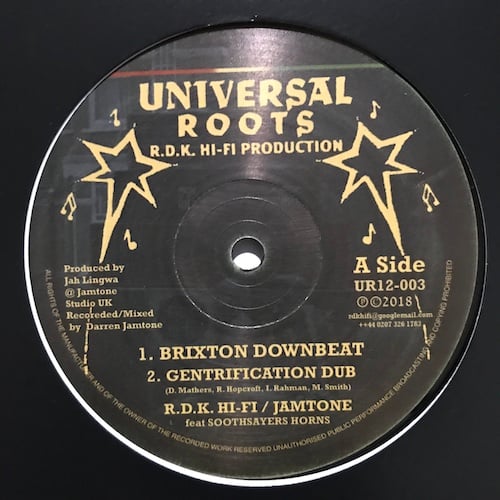 UNIVERSAL
ROOTS
R.D.K. HI-FI PRODUCTION
Produced by
Jah Lingwa
@ Jamtone
Studio UK
Recoreded/Mixed
by Darren Jamtone
A Side
UR12-003
Ⓟ©2018
rdkhifi@googlemail.com
++44 0207 326 1783
1. BRIXTON DOWNBEAT
2. GENTRIFICATION DUB
(D. Mathers, R. Hopcroft, I. Rahman, M. Smith)
R.D.K. HI-FI / JAMTONE
feat SOOTHSAYERS HORNS
ALL RIGHTS OF THE MANUFACTURER AND OF THE OWNER OF THE RECORDED WORK RESERVED UNAUTHORISED PUBLIC PERFORMANCE BROADCASTING AND COPYING PROHIBITED